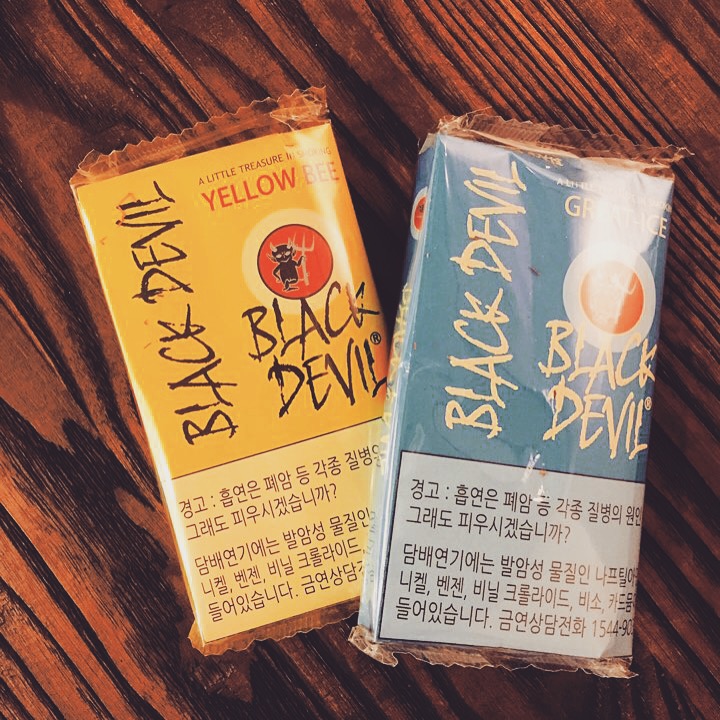 A LITTLE TREASURE
YELLOW BEE
BLACK DEVIL
BLACK
DEVIL®
경고 : 흡연은 폐암 등 각종 질병
그래도 피우시겠습니까?
담배연기에는 발암성 물질인
니켈, 벤젠, 비닐 크롤라이드,
들어있습니다. 금연상담전
A LITTLE
GREAT ICE
BLACK DEVIL
BLACK
DEVIL®
경고 : 흡연은 폐암 등 각종 질병의 원인
그래도 피우시겠습니까?
담배연기에는 발암성 물질인 나프틸아
니켈, 벤젠, 비닐 크롤라이드, 비소, 카드뮴
들어있습니다. 금연상담전화 1544-90